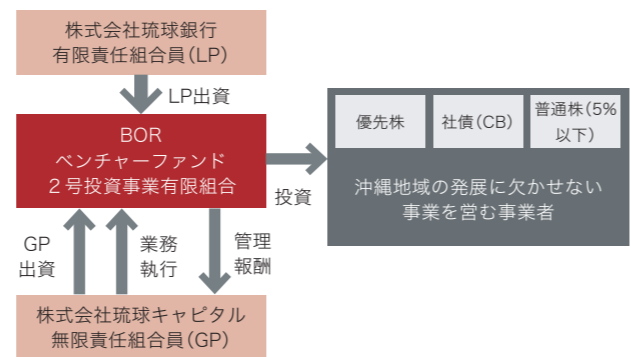 株式会社琉球銀行
有限責任組合員(LP)
LP出資
BOR
ベンチャーファンド
２号投資事業有限組合
投資
優先株
社債(CB)
普通株(5%
以下)
沖縄地域の発展に欠かせない
事業を営む事業者
GP
出資
業務
執行
管理
報酬
株式会社琉球キャピタル
無限責任組合員(GP)